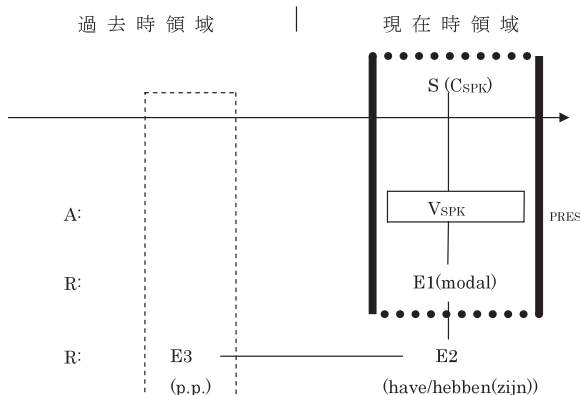 過去時領域 現在時領域
S (CSPK)
A: VSPK PRES
R: E1(modal)
R: E3 E2
(p.p.) (have/hebben(zijn))